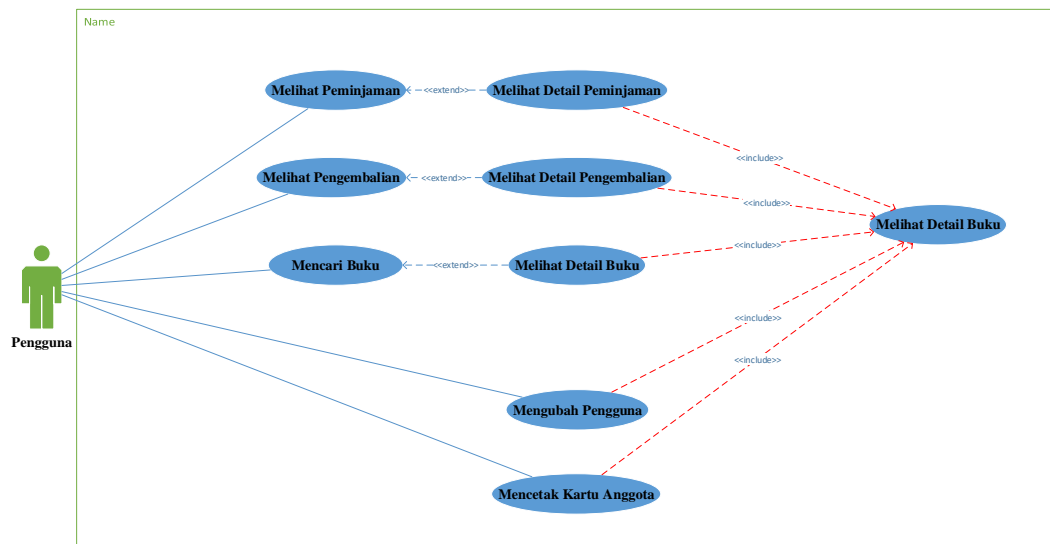 Name
Melihat Peminjaman
<<extend>>
Melihat Detail Peminjaman
<<include>>
Melihat Pengembalian
<<extend>>
Melihat Detail Pengembalian
<<include>>
Melihat Detail Buku
Mencari Buku
<<extend>>
Melihat Detail Buku
<<include>>
Pengguna
<<include>>
<<include>>
Mengubah Pengguna
Mencetak Kartu Anggota